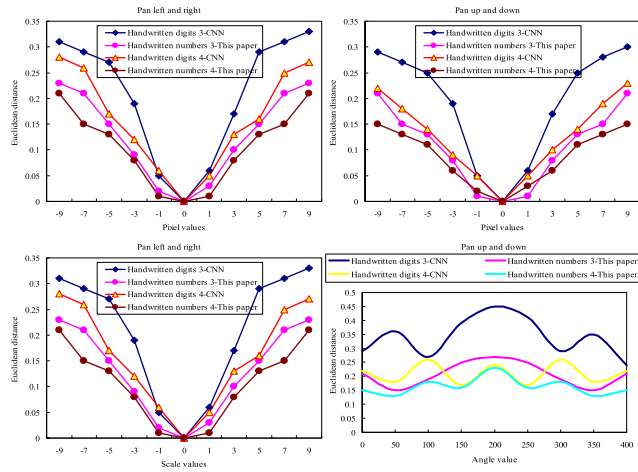 Pan left and right
Handwritten digits 3-CNN
Handwritten numbers 3-This paper
Handwritten digits 4-CNN
Handwritten numbers 4-This paper
Euclidean distance
0.35
0.3
0.25
0.2
0.15
0.1
0.05
0
-9 -7 -5 -3 -1 0 1 3 5 7 9
Pixel values
Pan up and down
Handwritten digits 3-CNN
Handwritten numbers 3-This paper
Handwritten digits 4-CNN
Handwritten numbers 4-This paper
Euclidean distance
0.35
0.3
0.25
0.2
0.15
0.1
0.05
0
-9 -7 -5 -3 -1 0 1 3 5 7 9
Pixel values
Pan left and right
Handwritten digits 3-CNN
Handwritten numbers 3-This paper
Handwritten digits 4-CNN
Handwritten numbers 4-This paper
Euclidean distance
0.35
0.3
0.25
0.2
0.15
0.1
0.05
0
-9 -7 -5 -3 -1 0 1 3 5 7 9
Scale values
Pan up and down
Handwritten digits 3-CNN Handwritten numbers 3-This paper
Handwritten digits 4-CNN Handwritten numbers 4-This paper
Euclidean distance
0.5
0.45
0.4
0.35
0.3
0.25
0.2
0.15
0.1
0.05
0
0 50 100 150 200 250 300 350 400
Angle value